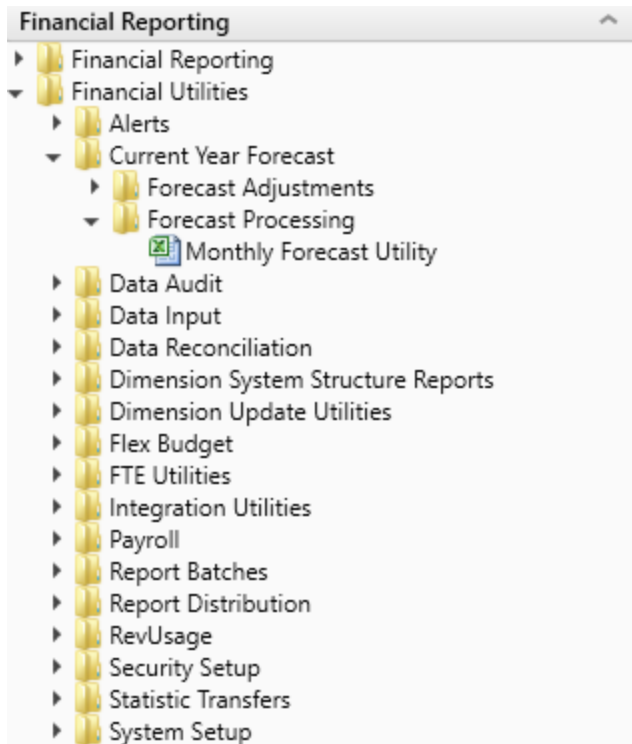 Financial Reporting
Financial Reporting
Financial Utilities
Alerts
Current Year Forecast
Forecast Adjustments
Forecast Processing
Monthly Forecast Utility
Data Audit
Data Input
Data Reconciliation
Dimension System Structure Reports
Dimension Update Utilities
Flex Budget
FTE Utilities
Integration Utilities
Payroll
Report Batches
Report Distribution
RevUsage
Security Setup
Statistic Transfers
System Setup